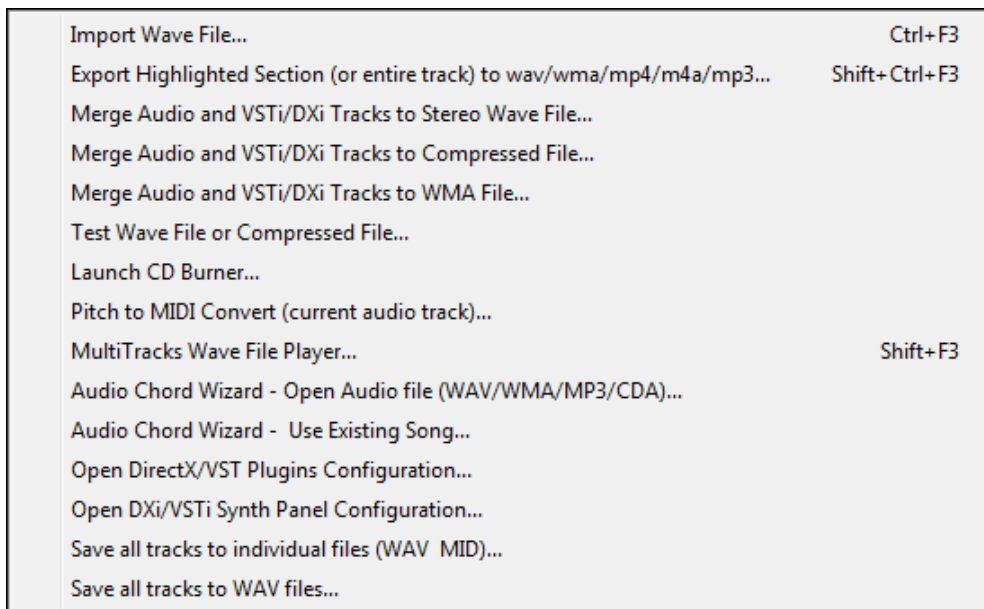 Import Wave File... Ctrl+F3
Export Highlighted Section (or entire track) to wav/wma/mp4/m4a/mp3... Shift+Ctrl+F3
Merge Audio and VSTi/DXi Tracks to Stereo Wave File...
Merge Audio and VSTi/DXi Tracks to Compressed File...
Merge Audio and VSTi/DXi Tracks to WMA File...
Test Wave File or Compressed File...
Launch CD Burner...
Pitch to MIDI Convert (current audio track)...
MultiTracks Wave File Player... Shift+F3
Audio Chord Wizard - Open Audio file (WAV/WMA/MP3/CDA)...
Audio Chord Wizard -  Use Existing Song...
Open DirectX/VST Plugins Configuration...
Open DXi/VSTi Synth Panel Configuration...
Save all tracks to individual files (WAV  MID)...
Save all tracks to WAV files...